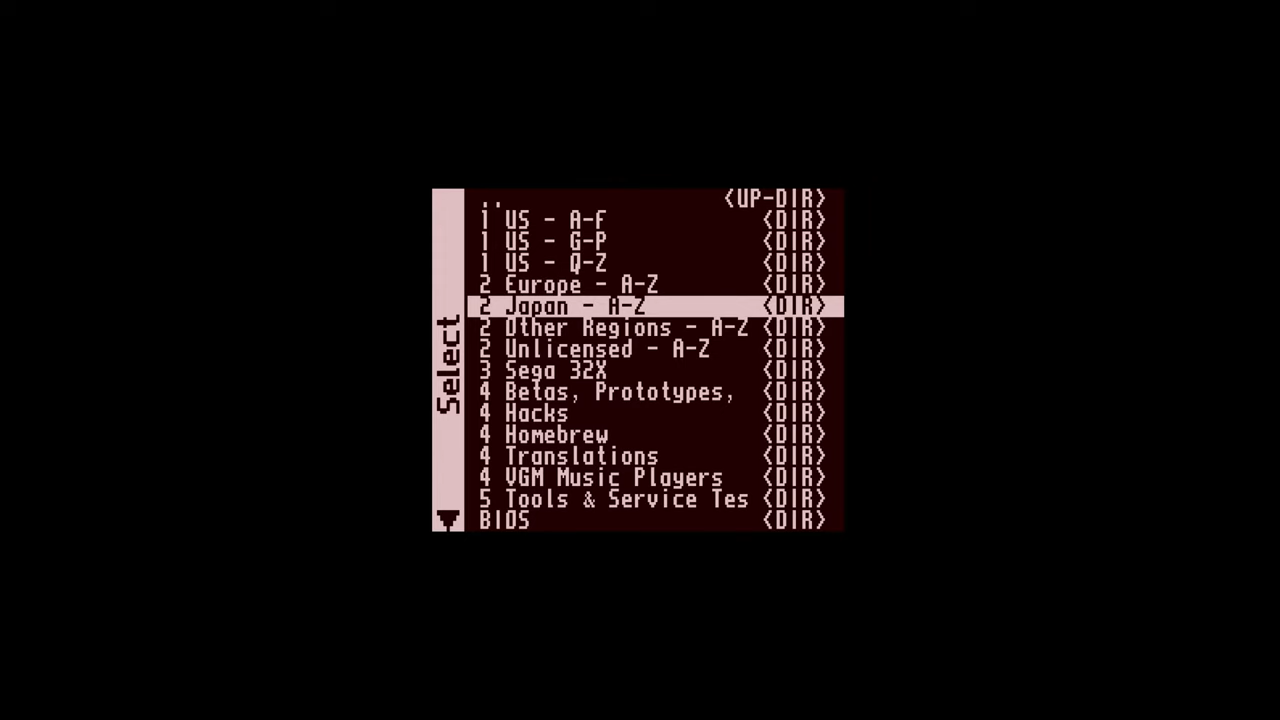 Select
.. <UP-DIR>
1 US - A-F <DIR>
1 US - G-P <DIR>
1 US - Q-Z <DIR>
2 Europe - A-Z <DIR>
2 Japan - A-Z <DIR>
2 Other Regions - A-Z <DIR>
2 Unlicensed - A-Z <DIR>
3 Sega 32X <DIR>
4 Betas, Prototypes, <DIR>
4 Hacks <DIR>
4 Homebrew <DIR>
4 Translations <DIR>
4 VGM Music Players <DIR>
5 Tools & Service Tes <DIR>
BIOS <DIR>